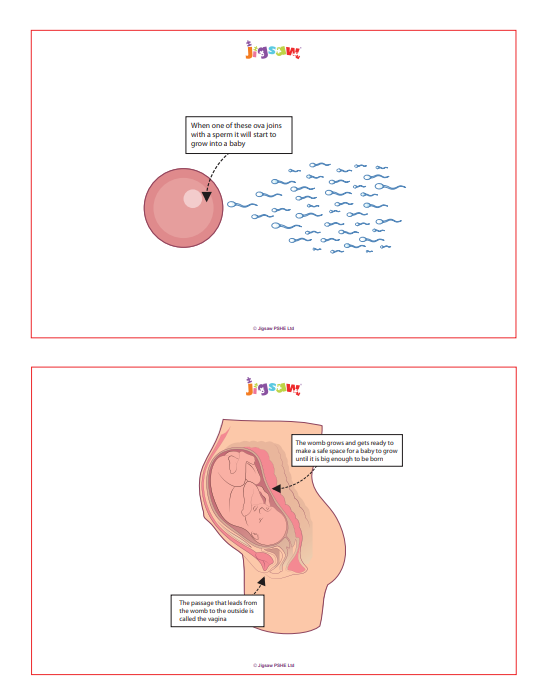 jigsaw
When one of these ova joins
with a sperm it will start to
grow into a baby
© Jigsaw PSHE Ltd
jigsaw
The womb grows and gets ready to
make a safe space for a baby to grow
until it is big enough to be born
The passage that leads from
the womb to the outside is
called the vagina
© Jigsaw PSHE Ltd